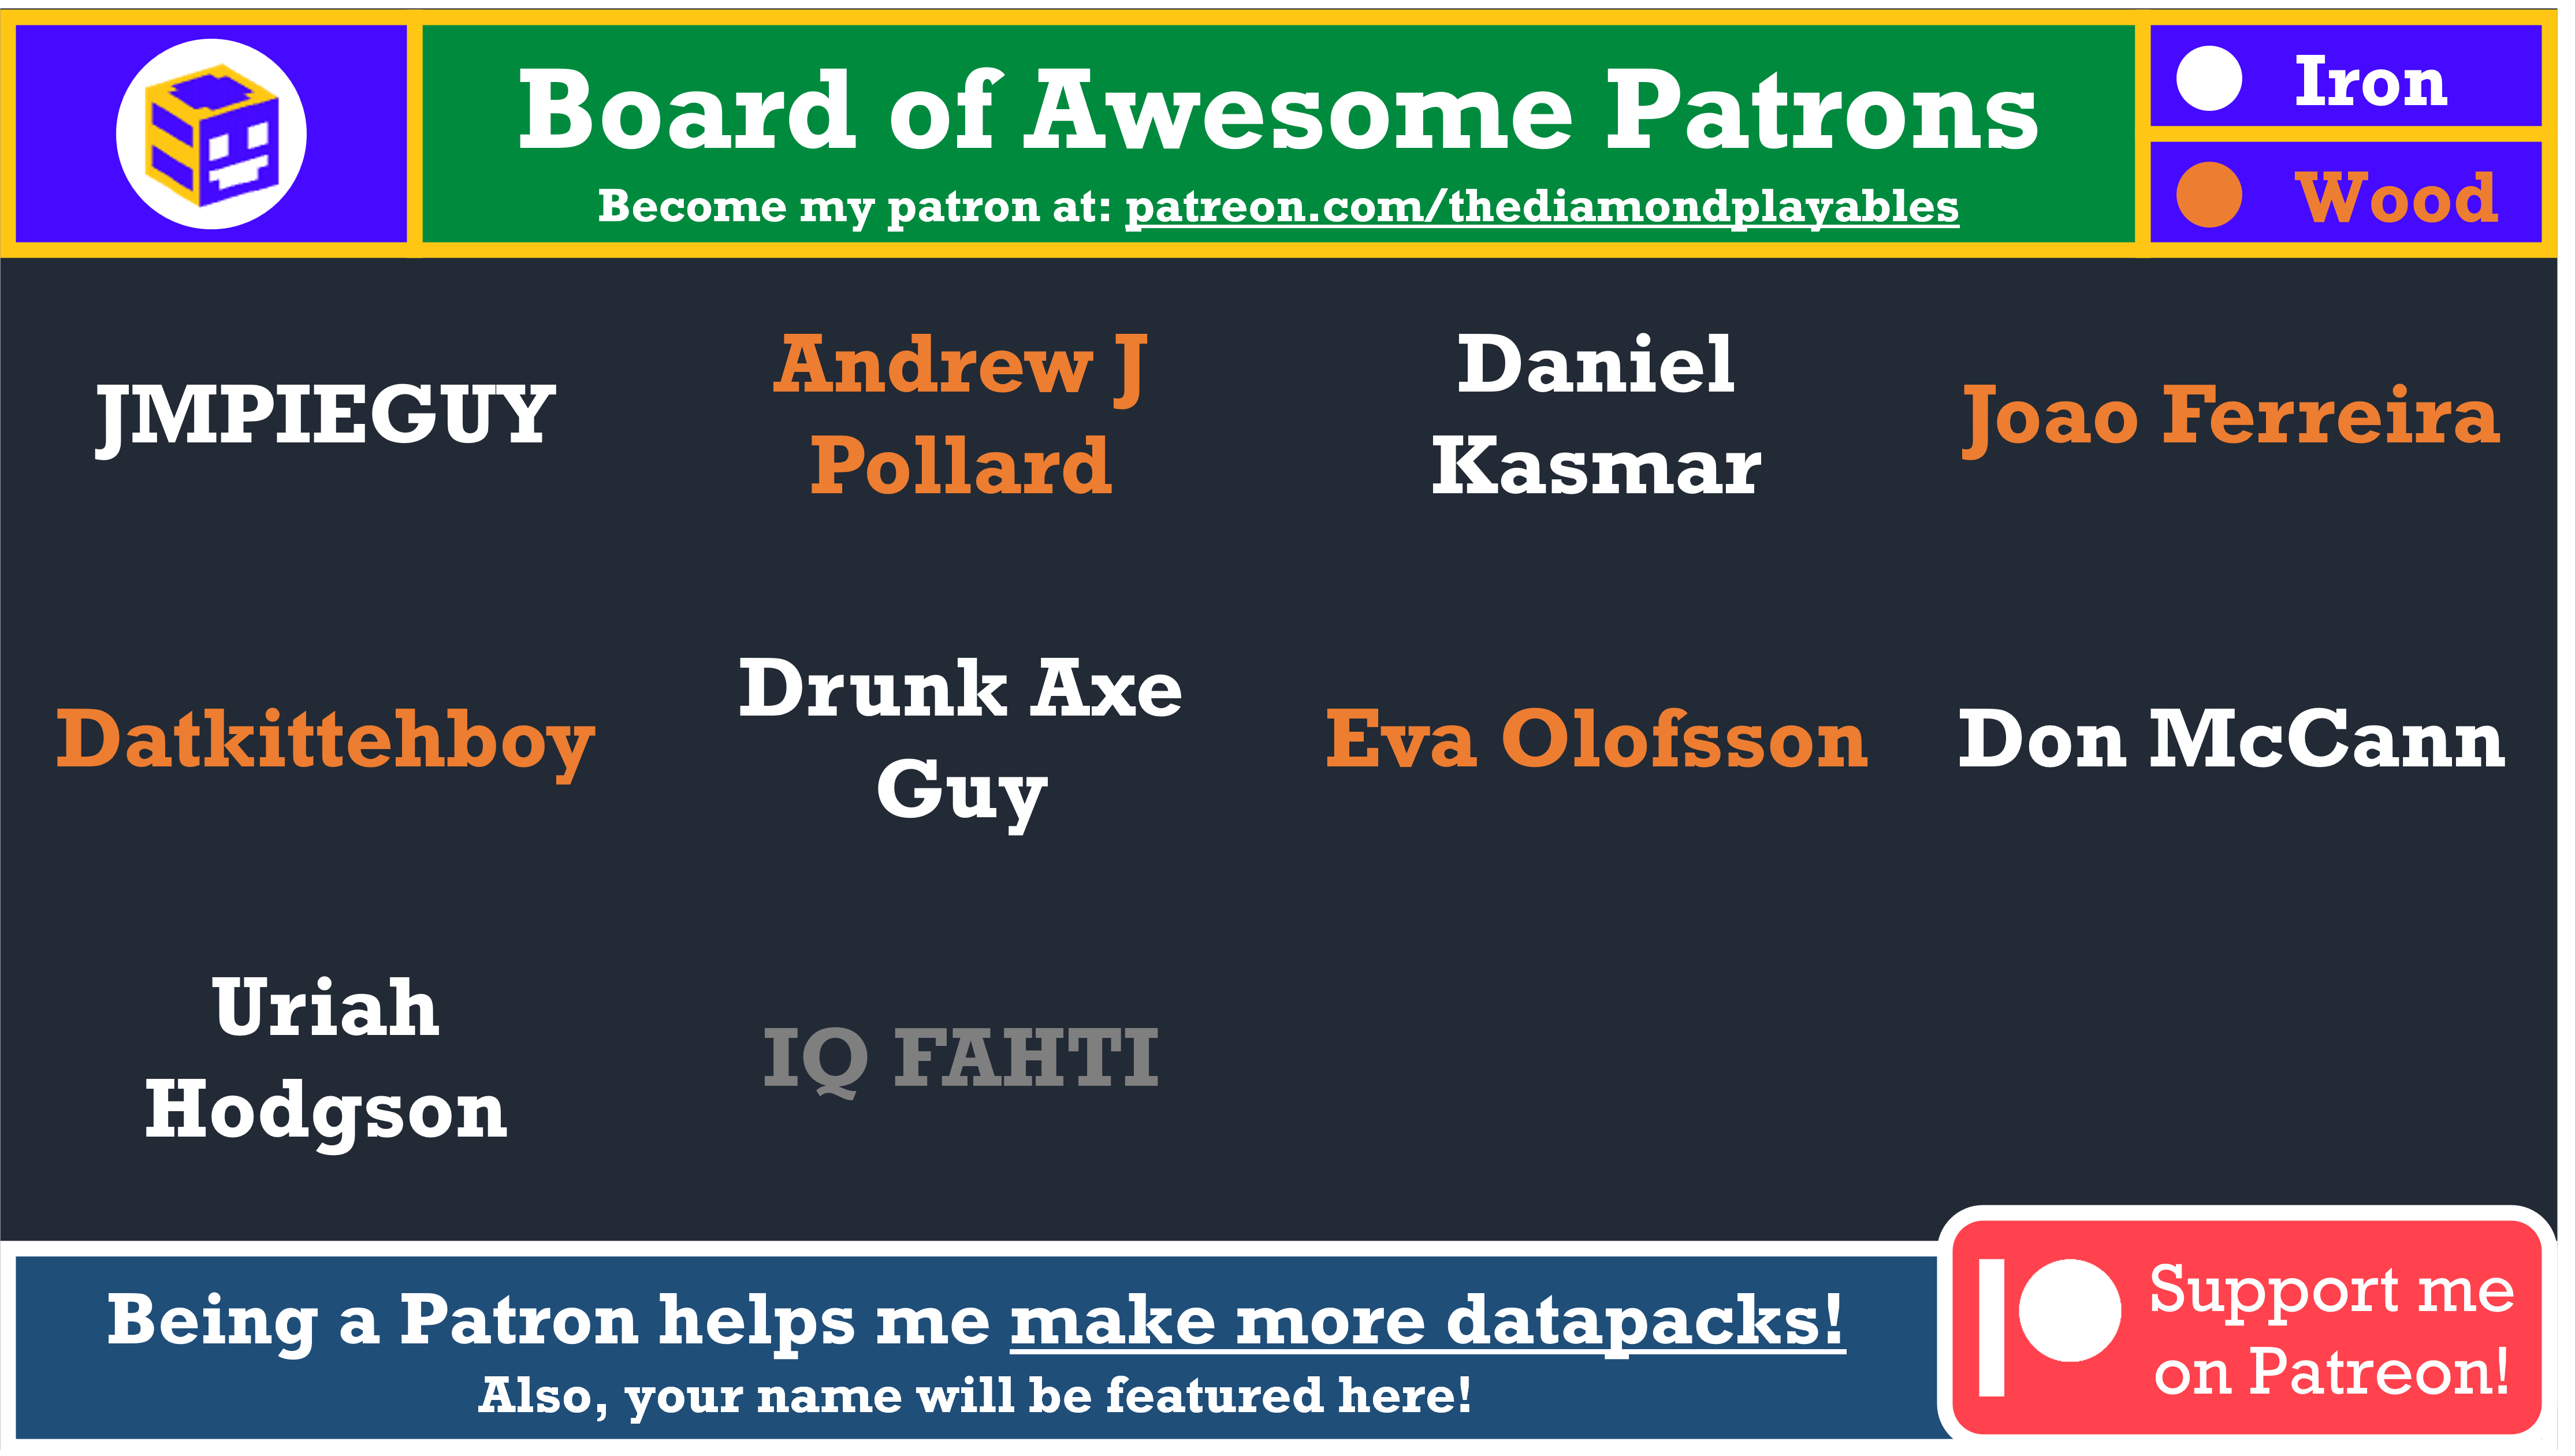 Board of Awesome Patrons
Become my patron at: patreon.com/thediamondplayables
Iron
Wood
JMPIEGUY
Andrew J
Pollard
Daniel
Kasmar
Joao Ferreira
Datkittehboy
Drunk Axe
Guy
Eva Olofsson
Don McCann
Uriah
Hodgson
IQ FAHTI
Being a Patron helps me make more datapacks!
Also, your name will be featured here!
Support me
on Patreon!